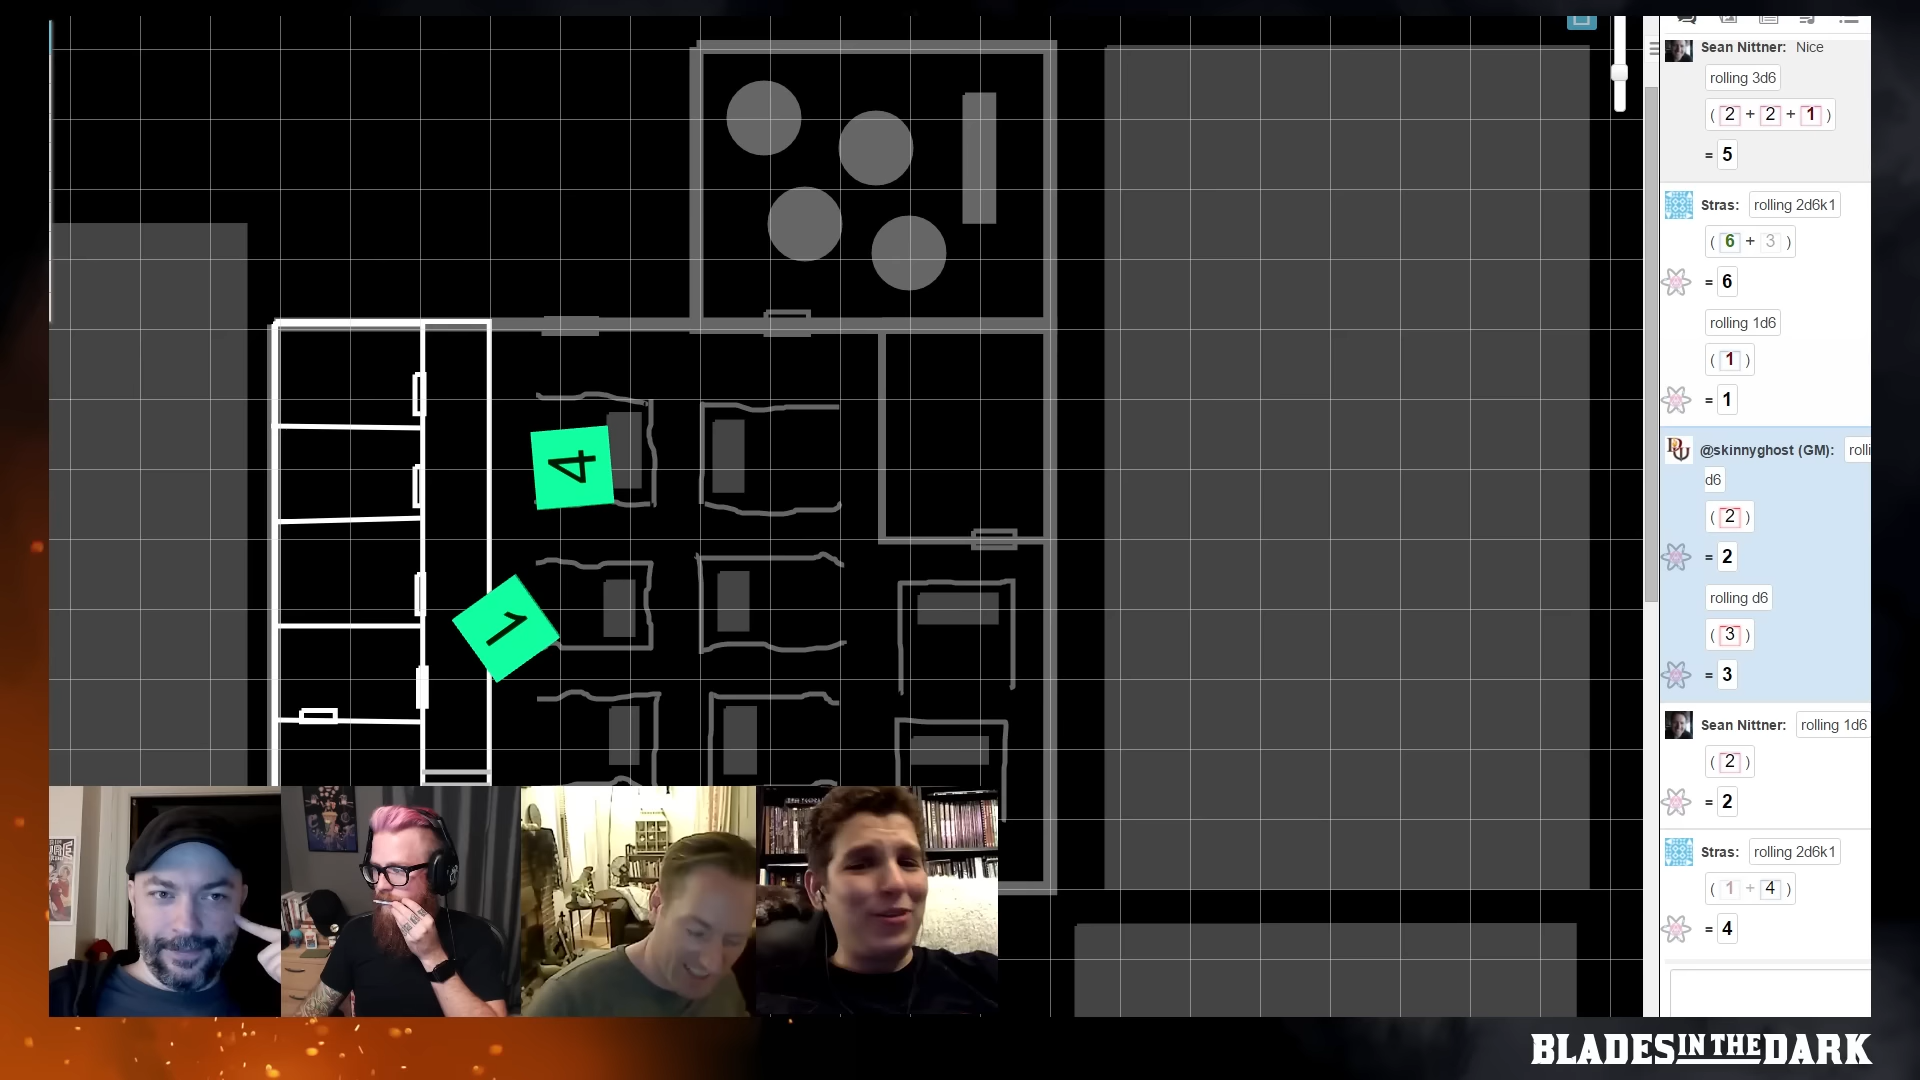 Sean Nittner: Nice
rolling 3d6
( 2 + 2 + 1 )
= 5
Stras: rolling 2d6k1
( 6 + 3 )
= 6
rolling 1d6
( 1 )
= 1
@skinnyghost (GM): rolli
d6
( 2 )
= 2
rolling d6
( 3 )
= 3
Sean Nittner: rolling 1d6
( 2 )
= 2
Stras: rolling 2d6k1
( 1 + 4 )
= 4
4
1
BLADES IN THE DARK